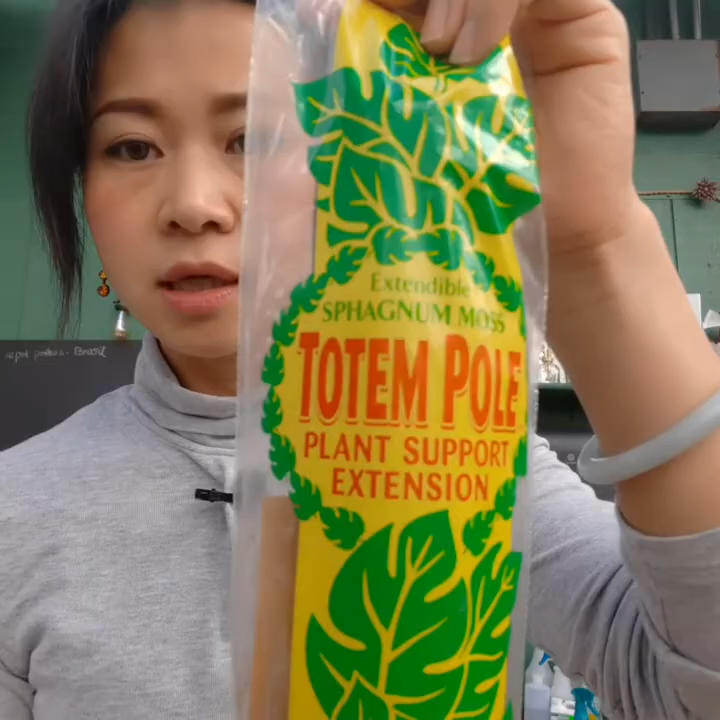 Extendible
SPHAGNUM MOSS
TOTEM POLE
PLANT SUPPORT
EXTENSION